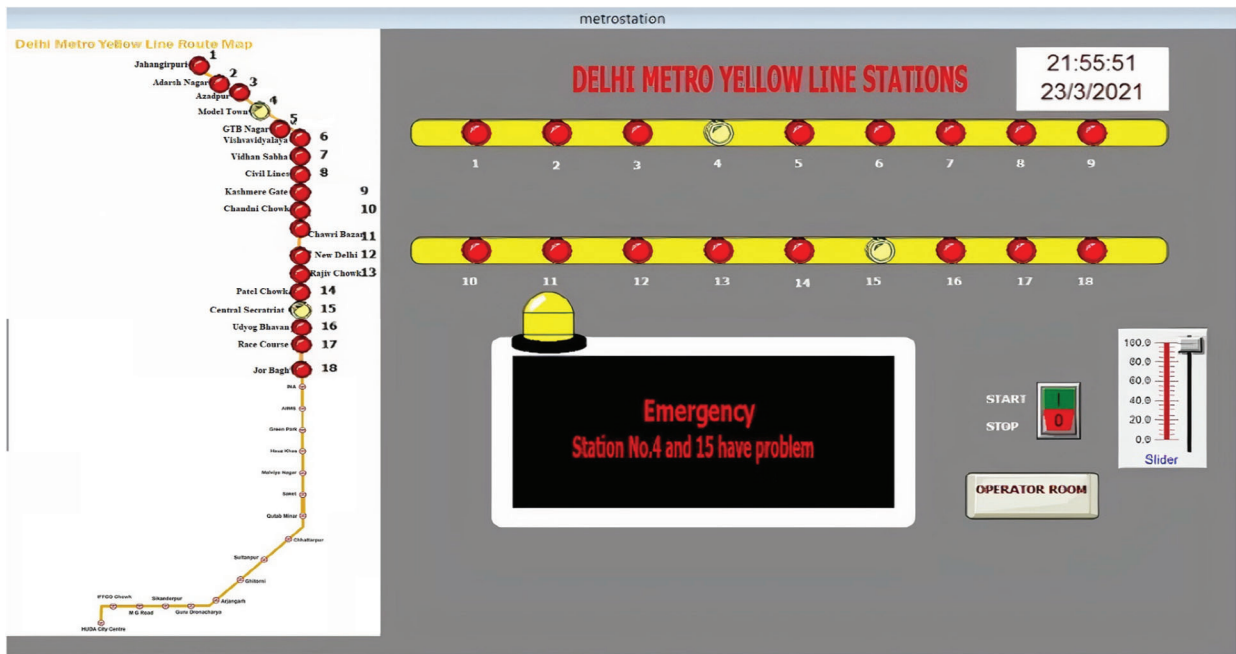 metrostation
Delhi Metro Yellow Line Route Map
Jahangirpuri 1
Adarsh Nagar 2
Azadpur 3
Model Town 4
GTB Nagar 5
Vishvavidyalaya 6
Vidhan Sabha 7
Civil Lines 8
Kashmere Gate 9
Chandni Chowk 10
Chawri Bazar 11
New Delhi 12
Rajiv Chowk 13
Patel Chowk 14
Central Secratriat 15
Udyog Bhavan 16
Race Course 17
Jor Bagh 18
INA
AIIMS
Green Park
Hauz Khas
Malviya Nagar
Saket
Qutab Minar
Chhattarpur
Sultanpur
Ghitorni
Arjangarh
Guru Dronacharya
Sikanderpur
M G Road
IFFCO Chowk
HUDA City Centre
DELHI METRO YELLOW LINE STATIONS
21:55:51
23/3/2021
1 2 3 4 5 6 7 8 9
10 11 12 13 14 15 16 17 18
Emergency
Station No.4 and 15 have problem
START
STOP
I
0
OPERATOR ROOM
100.0
80.0
60.0
40.0
20.0
0.0
Slider